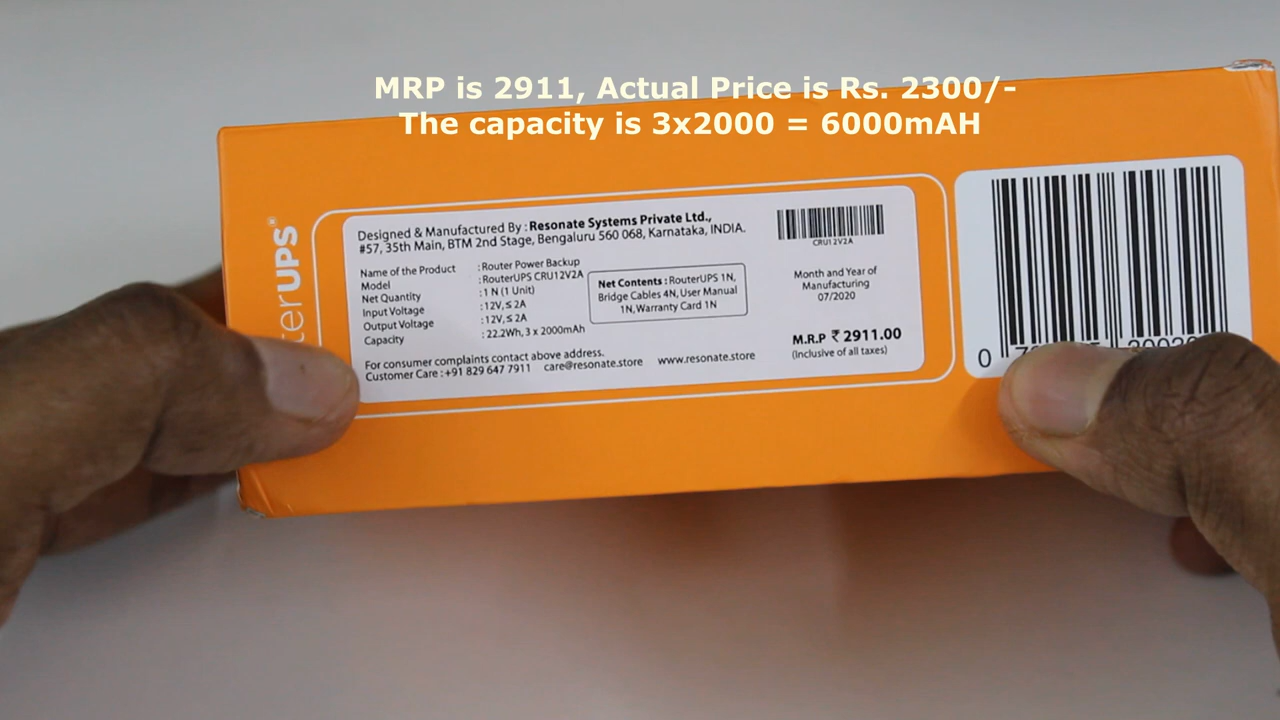 MRP is 2911, Actual Price is Rs. 2300/-
The capacity is 3x2000 = 6000mAH
terUPS
Designed & Manufactured By : Resonate Systems Private Ltd.,
#57, 35th Main, BTM 2nd Stage, Bengaluru 560 068, Karnataka, INDIA.
Name of the Product : Router Power Backup
Model : RouterUPS CRU12V2A
Net Quantity : 1 N (1 Unit)
Input Voltage : 12V, ≤ 2A
Output Voltage : 12V, ≤ 2A
Capacity : 22.2Wh, 3 x 2000mAh
Net Contents : RouterUPS 1N,
Bridge Cables 4N, User Manual
1N, Warranty Card 1N
For consumer complaints contact above address.
Customer Care : +91 829 647 7911 care@resonate.store www.resonate.store
CRU12V2A
Month and Year of
Manufacturing
07/2020
M.R.P ₹ 2911.00
(Inclusive of all taxes)
0